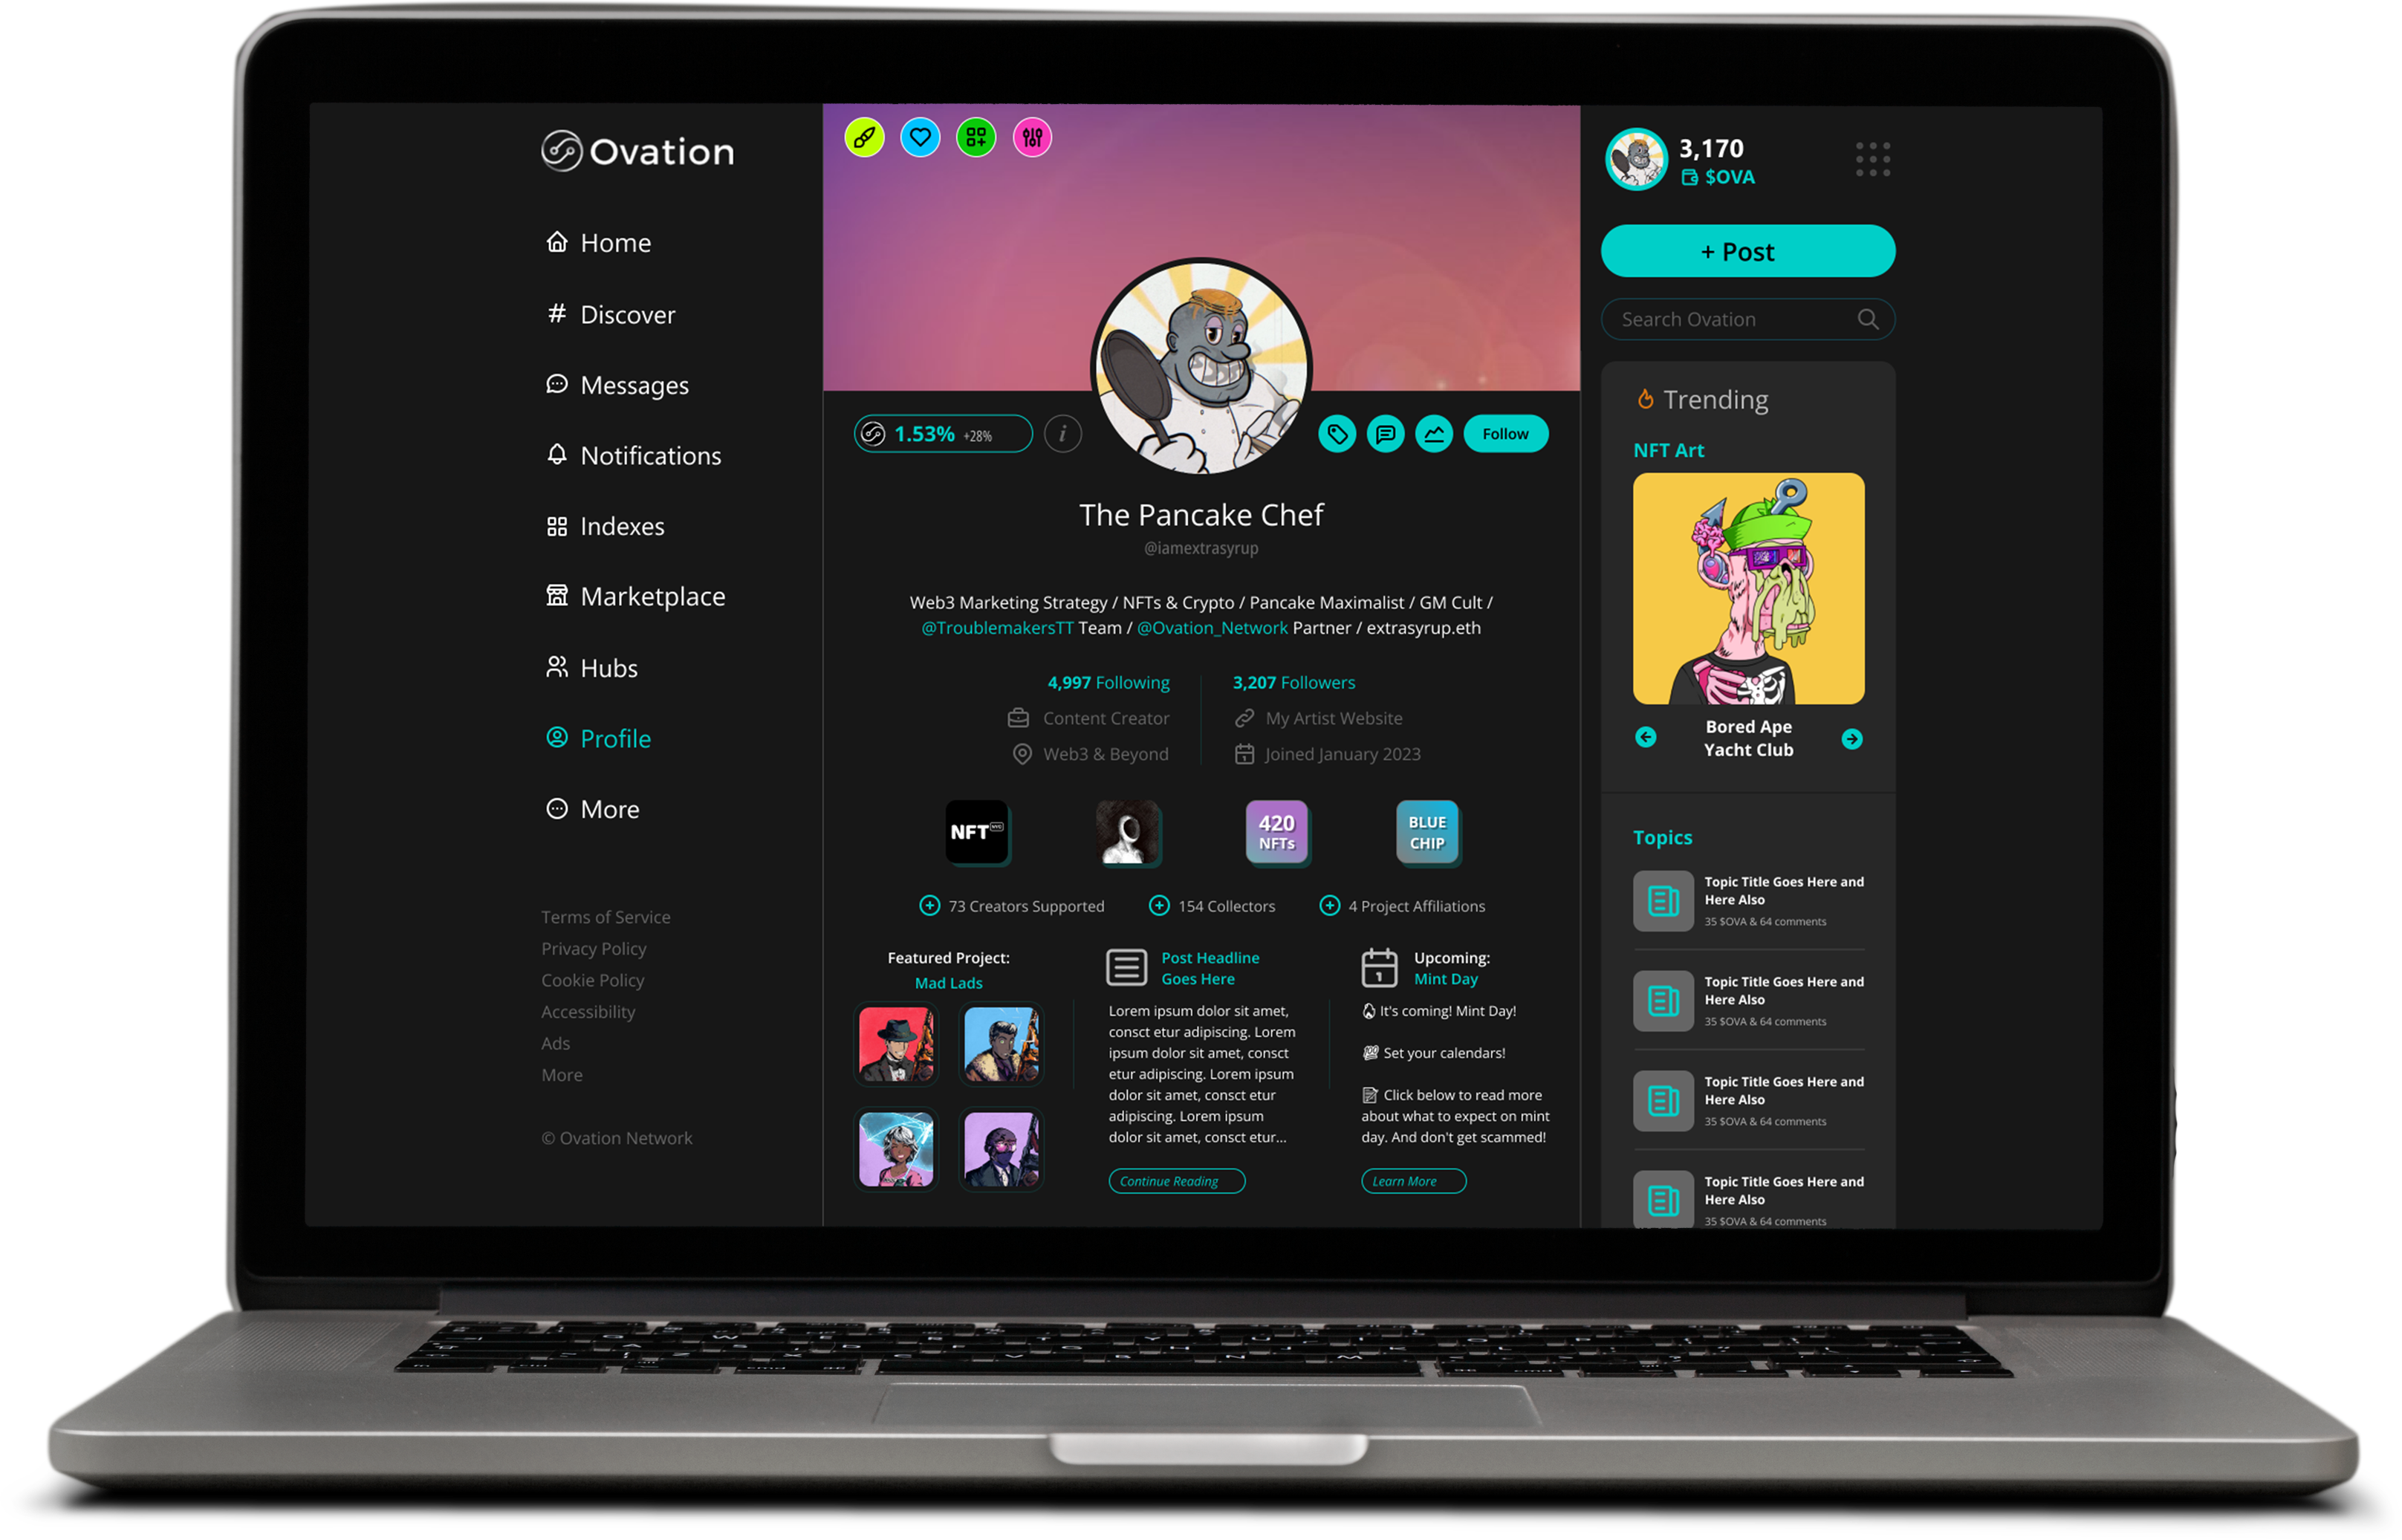 Ovation
Home
# Discover
Messages
Notifications
Indexes
Marketplace
Hubs
Profile
More
Terms of Service
Privacy Policy
Cookie Policy
Accessibility
Ads
More
© Ovation Network
1.53% +28%
i
Follow
The Pancake Chef
@iamextrasyrup
Web3 Marketing Strategy / NFTs & Crypto / Pancake Maximalist / GM Cult /
@TroublemakersTT Team / @Ovation_Network Partner / extrasyrup.eth
4,997 Following
3,207 Followers
Content Creator
My Artist Website
Web3 & Beyond
Joined January 2023
NFT NYC
420
NFTs
BLUE
CHIP
73 Creators Supported
154 Collectors
4 Project Affiliations
Featured Project:
Mad Lads
Post Headline
Goes Here
Lorem ipsum dolor sit amet,
consct etur adipiscing. Lorem
ipsum dolor sit amet, consct
etur adipiscing. Lorem ipsum
dolor sit amet, consct etur
adipiscing. Lorem ipsum
dolor sit amet, consct etur...
Continue Reading
1
Upcoming:
Mint Day
It's coming! Mint Day!
Set your calendars!
Click below to read more
about what to expect on mint
day. And don't get scammed!
Learn More
3,170
$OVA
+ Post
Search Ovation
Trending
NFT Art
Bored Ape
Yacht Club
Topics
Topic Title Goes Here and
Here Also
35 $OVA & 64 comments
Topic Title Goes Here and
Here Also
35 $OVA & 64 comments
Topic Title Goes Here and
Here Also
35 $OVA & 64 comments
Topic Title Goes Here and
Here Also
35 $OVA & 64 comments